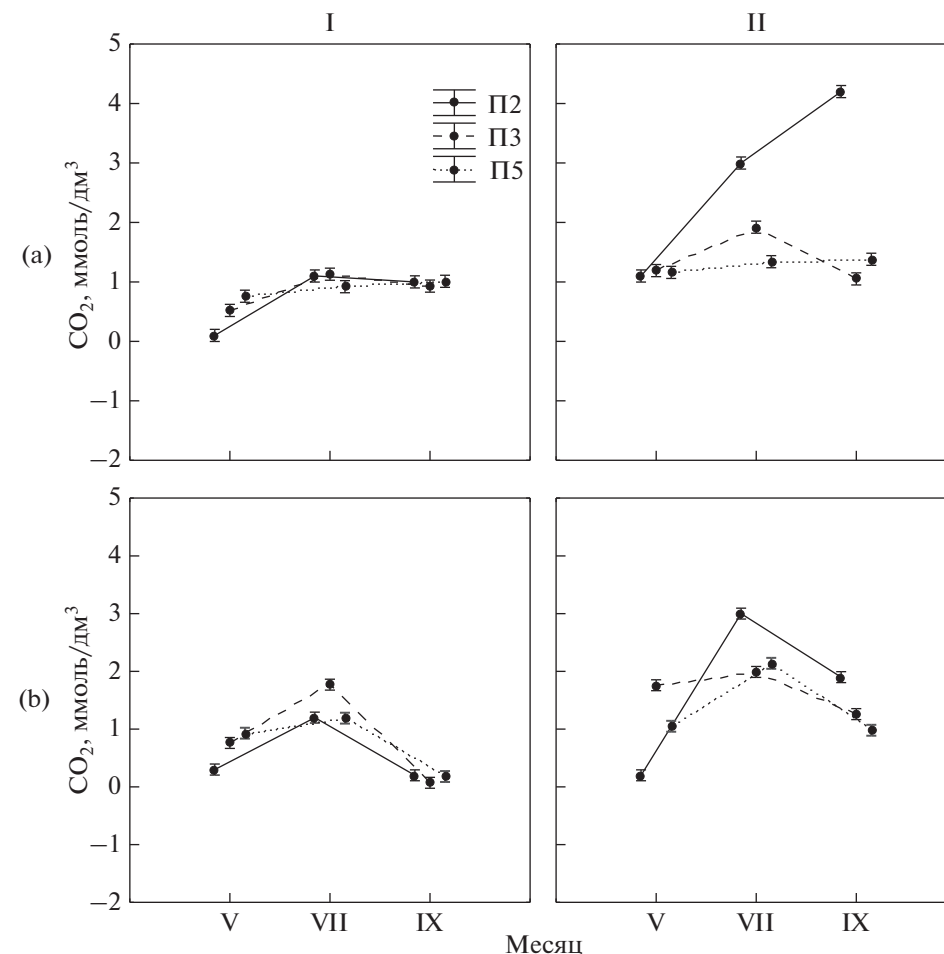 I
II
5
4
3
2
1
0
−1
−2
(a)
CO₂, ммоль/дм³
П2
П3
П5
5
4
3
2
1
0
−1
−2
(b)
CO₂, ммоль/дм³
V VII IX
V VII IX
Месяц